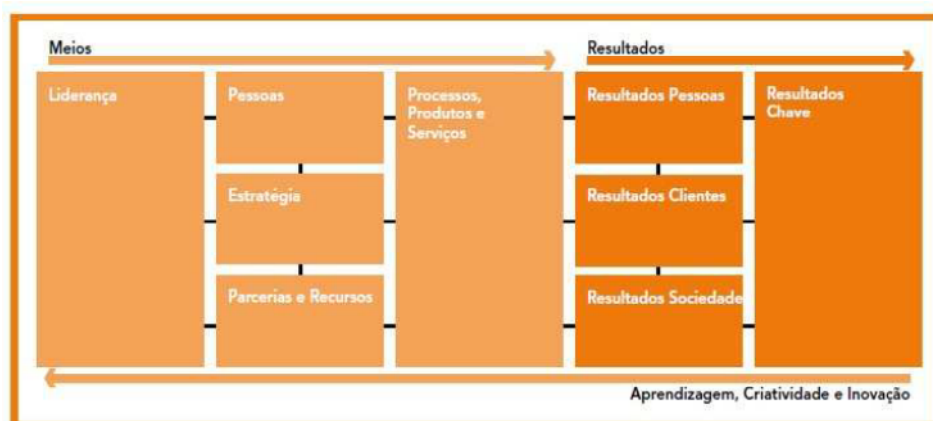 Meios
Resultados
Liderança
Pessoas
Processos,
Produtos e
Serviços
Resultados Pessoas
Resultados
Chave
Estratégia
Resultados Clientes
Parcerias e Recursos
Resultados Sociedade
Aprendizagem, Criatividade e Inovação